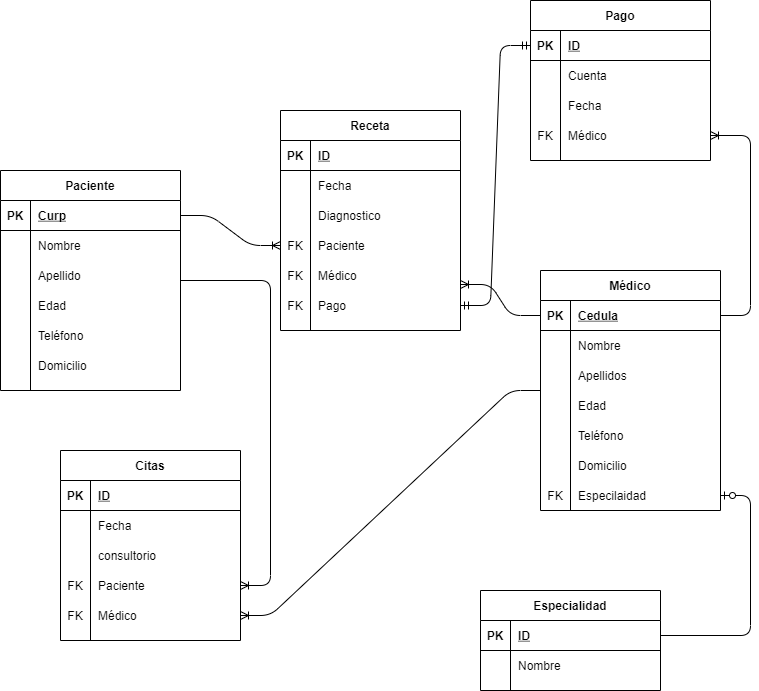 Pago
PK ID
Cuenta
Fecha
FK Médico
Receta
PK ID
Fecha
Diagnostico
FK Paciente
FK Médico
FK Pago
Paciente
PK Curp
Nombre
Apellido
Edad
Teléfono
Domicilio
Médico
PK Cedula
Nombre
Apellidos
Edad
Teléfono
Domicilio
FK Especilaidad
Citas
PK ID
Fecha
consultorio
FK Paciente
FK Médico
Especialidad
PK ID
Nombre